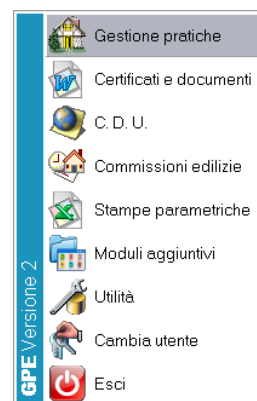 Gestione pratiche
Certificati e documenti
C. D. U.
Commissioni edilizie
Stampe parametriche
Moduli aggiuntivi
Utilità
Cambia utente
Esci
GPE Versione 2